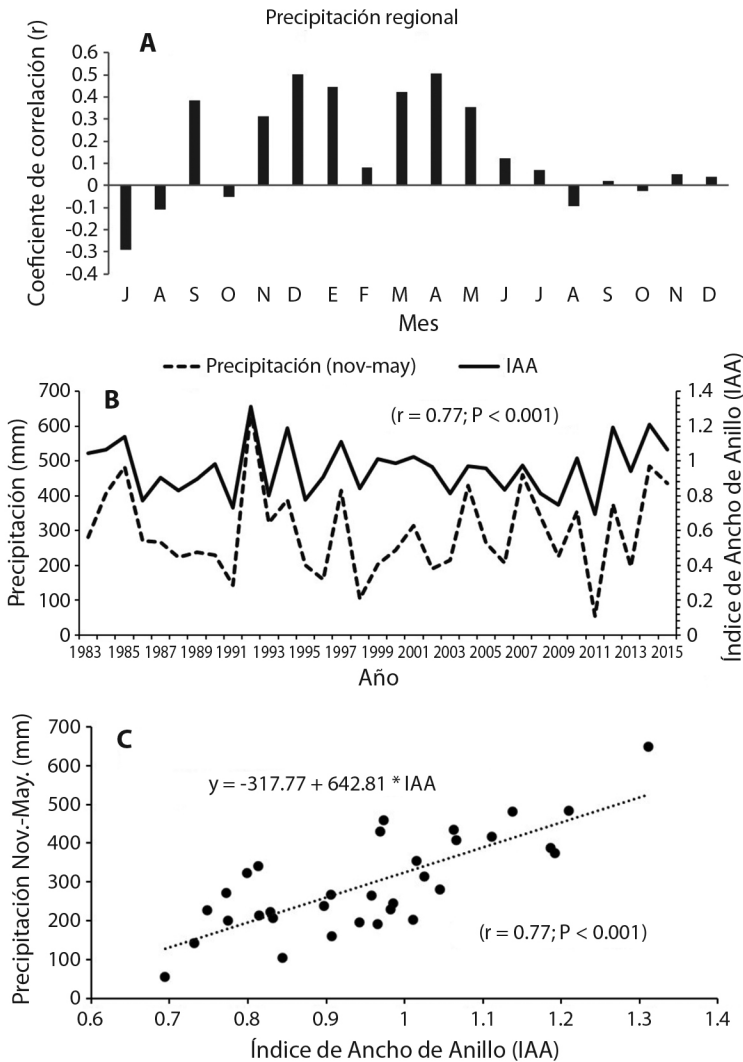 Precipitación regional
A
Coeficiente de correlación (r)
0.6
0.5
0.4
0.3
0.2
0.1
0
-0.1
-0.2
-0.3
-0.4
J A S O N D E F M A M J J A S O N D
Mes
Precipitación (nov-may) IAA
B
(r = 0.77; P < 0.001)
Precipitación (mm)
700
600
500
400
300
200
100
0
1.4
1.2
1
0.8
0.6
0.4
0.2
0
Índice de Ancho de Anillo (IAA)
1983 1985 1987 1989 1991 1993 1995 1997 1999 2001 2003 2005 2007 2009 2011 2013 2015
Año
C
Precipitación Nov.-May. (mm)
700
600
500
400
300
200
100
0
y = -317.77 + 642.81 * IAA
(r = 0.77; P < 0.001)
0.6 0.7 0.8 0.9 1 1.1 1.2 1.3 1.4
Índice de Ancho de Anillo (IAA)